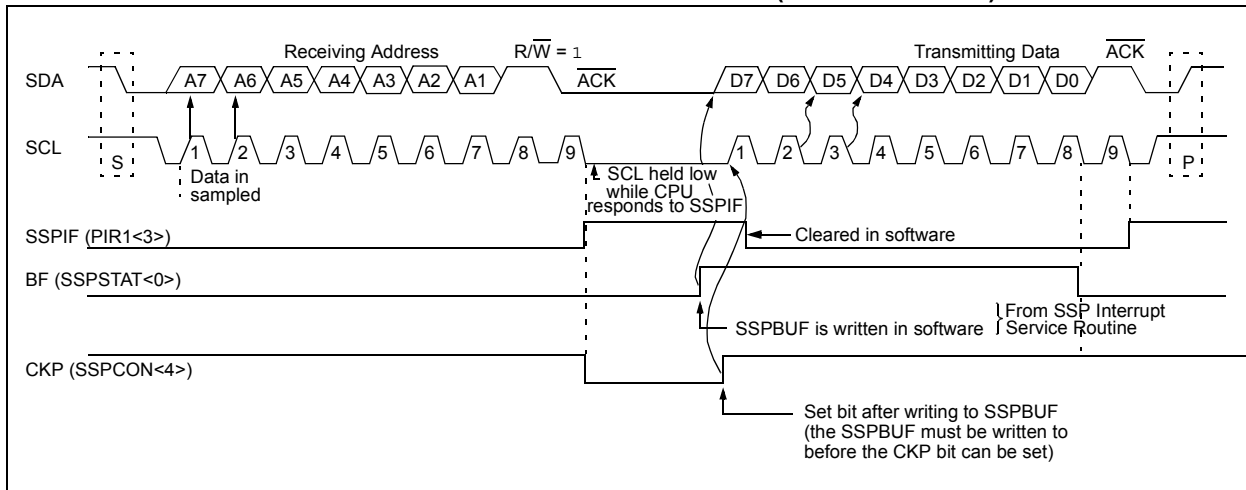 Receiving Address R/W = 1 Transmitting Data ACK
SDA A7 A6 A5 A4 A3 A2 A1 ACK D7 D6 D5 D4 D3 D2 D1 D0
SCL S 1 2 3 4 5 6 7 8 9 1 2 3 4 5 6 7 8 9 P
Data in
sampled
SCL held low
while CPU
responds to SSPIF
SSPIF (PIR1<3>)
Cleared in software
BF (SSPSTAT<0>)
SSPBUF is written in software
From SSP Interrupt
Service Routine
CKP (SSPCON<4>)
Set bit after writing to SSPBUF
(the SSPBUF must be written to
before the CKP bit can be set)